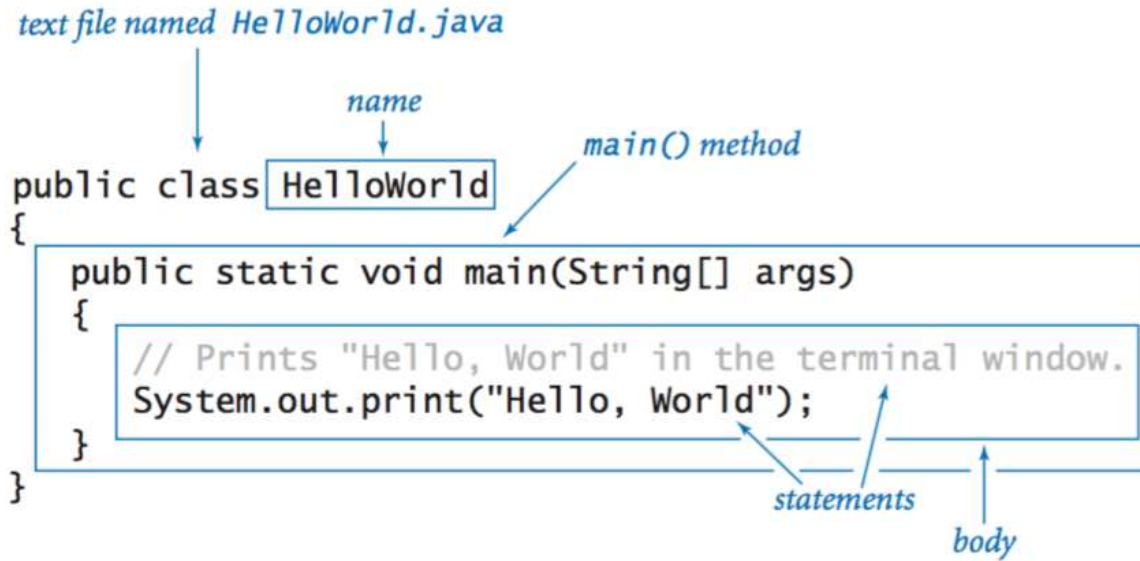 text file named HelloWorld.java
name
main() method
public class HelloWorld
{
public static void main(String[] args)
{
// Prints "Hello, World" in the terminal window.
System.out.print("Hello, World");
}
}
statements
body